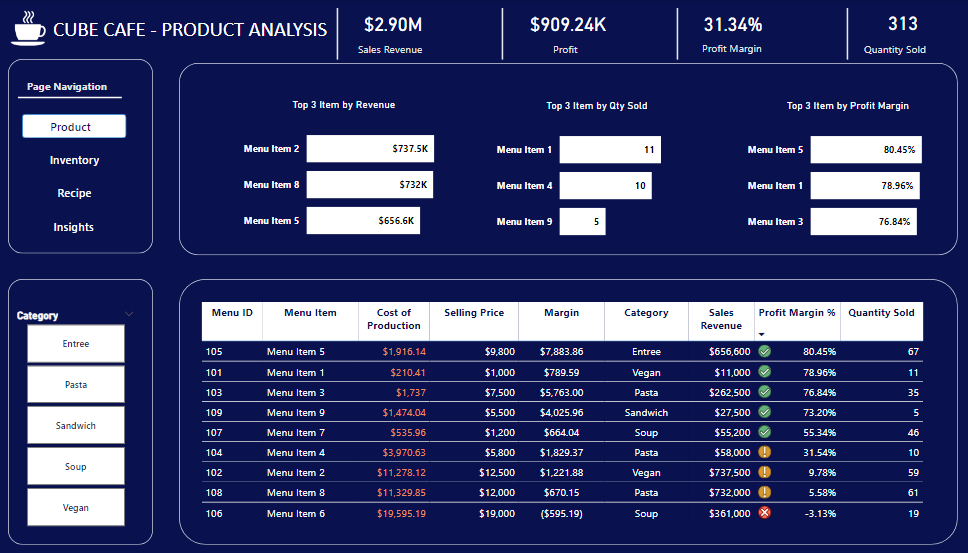 CUBE CAFE - PRODUCT ANALYSIS
$2.90M
Sales Revenue
$909.24K
Profit
31.34%
Profit Margin
313
Quantity Sold
Page Navigation
Product
Inventory
Recipe
Insights
Top 3 Item by Revenue
Menu Item 2 $737.5K
Menu Item 8 $732K
Menu Item 5 $656.6K
Top 3 Item by Qty Sold
Menu Item 1 11
Menu Item 4 10
Menu Item 9 5
Top 3 Item by Profit Margin
Menu Item 5 80.45%
Menu Item 1 78.96%
Menu Item 3 76.84%
Category
Entree
Pasta
Sandwich
Soup
Vegan
Menu ID Menu Item Cost of Production Selling Price Margin Category Sales Revenue Profit Margin % Quantity Sold
105 Menu Item 5 $1,916.14 $9,800 $7,883.86 Entree $656,600 80.45% 67
101 Menu Item 1 $210.41 $1,000 $789.59 Vegan $11,000 78.96% 11
103 Menu Item 3 $1,737 $7,500 $5,763.00 Pasta $262,500 76.84% 35
109 Menu Item 9 $1,474.04 $5,500 $4,025.96 Sandwich $27,500 73.20% 5
107 Menu Item 7 $535.96 $1,200 $664.04 Soup $55,200 55.34% 46
104 Menu Item 4 $3,970.63 $5,800 $1,829.37 Pasta $58,000 31.54% 10
102 Menu Item 2 $11,278.12 $12,500 $1,221.88 Vegan $737,500 9.78% 59
108 Menu Item 8 $11,329.85 $12,000 $670.15 Pasta $732,000 5.58% 61
106 Menu Item 6 $19,595.19 $19,000 ($595.19) Soup $361,000 -3.13% 19